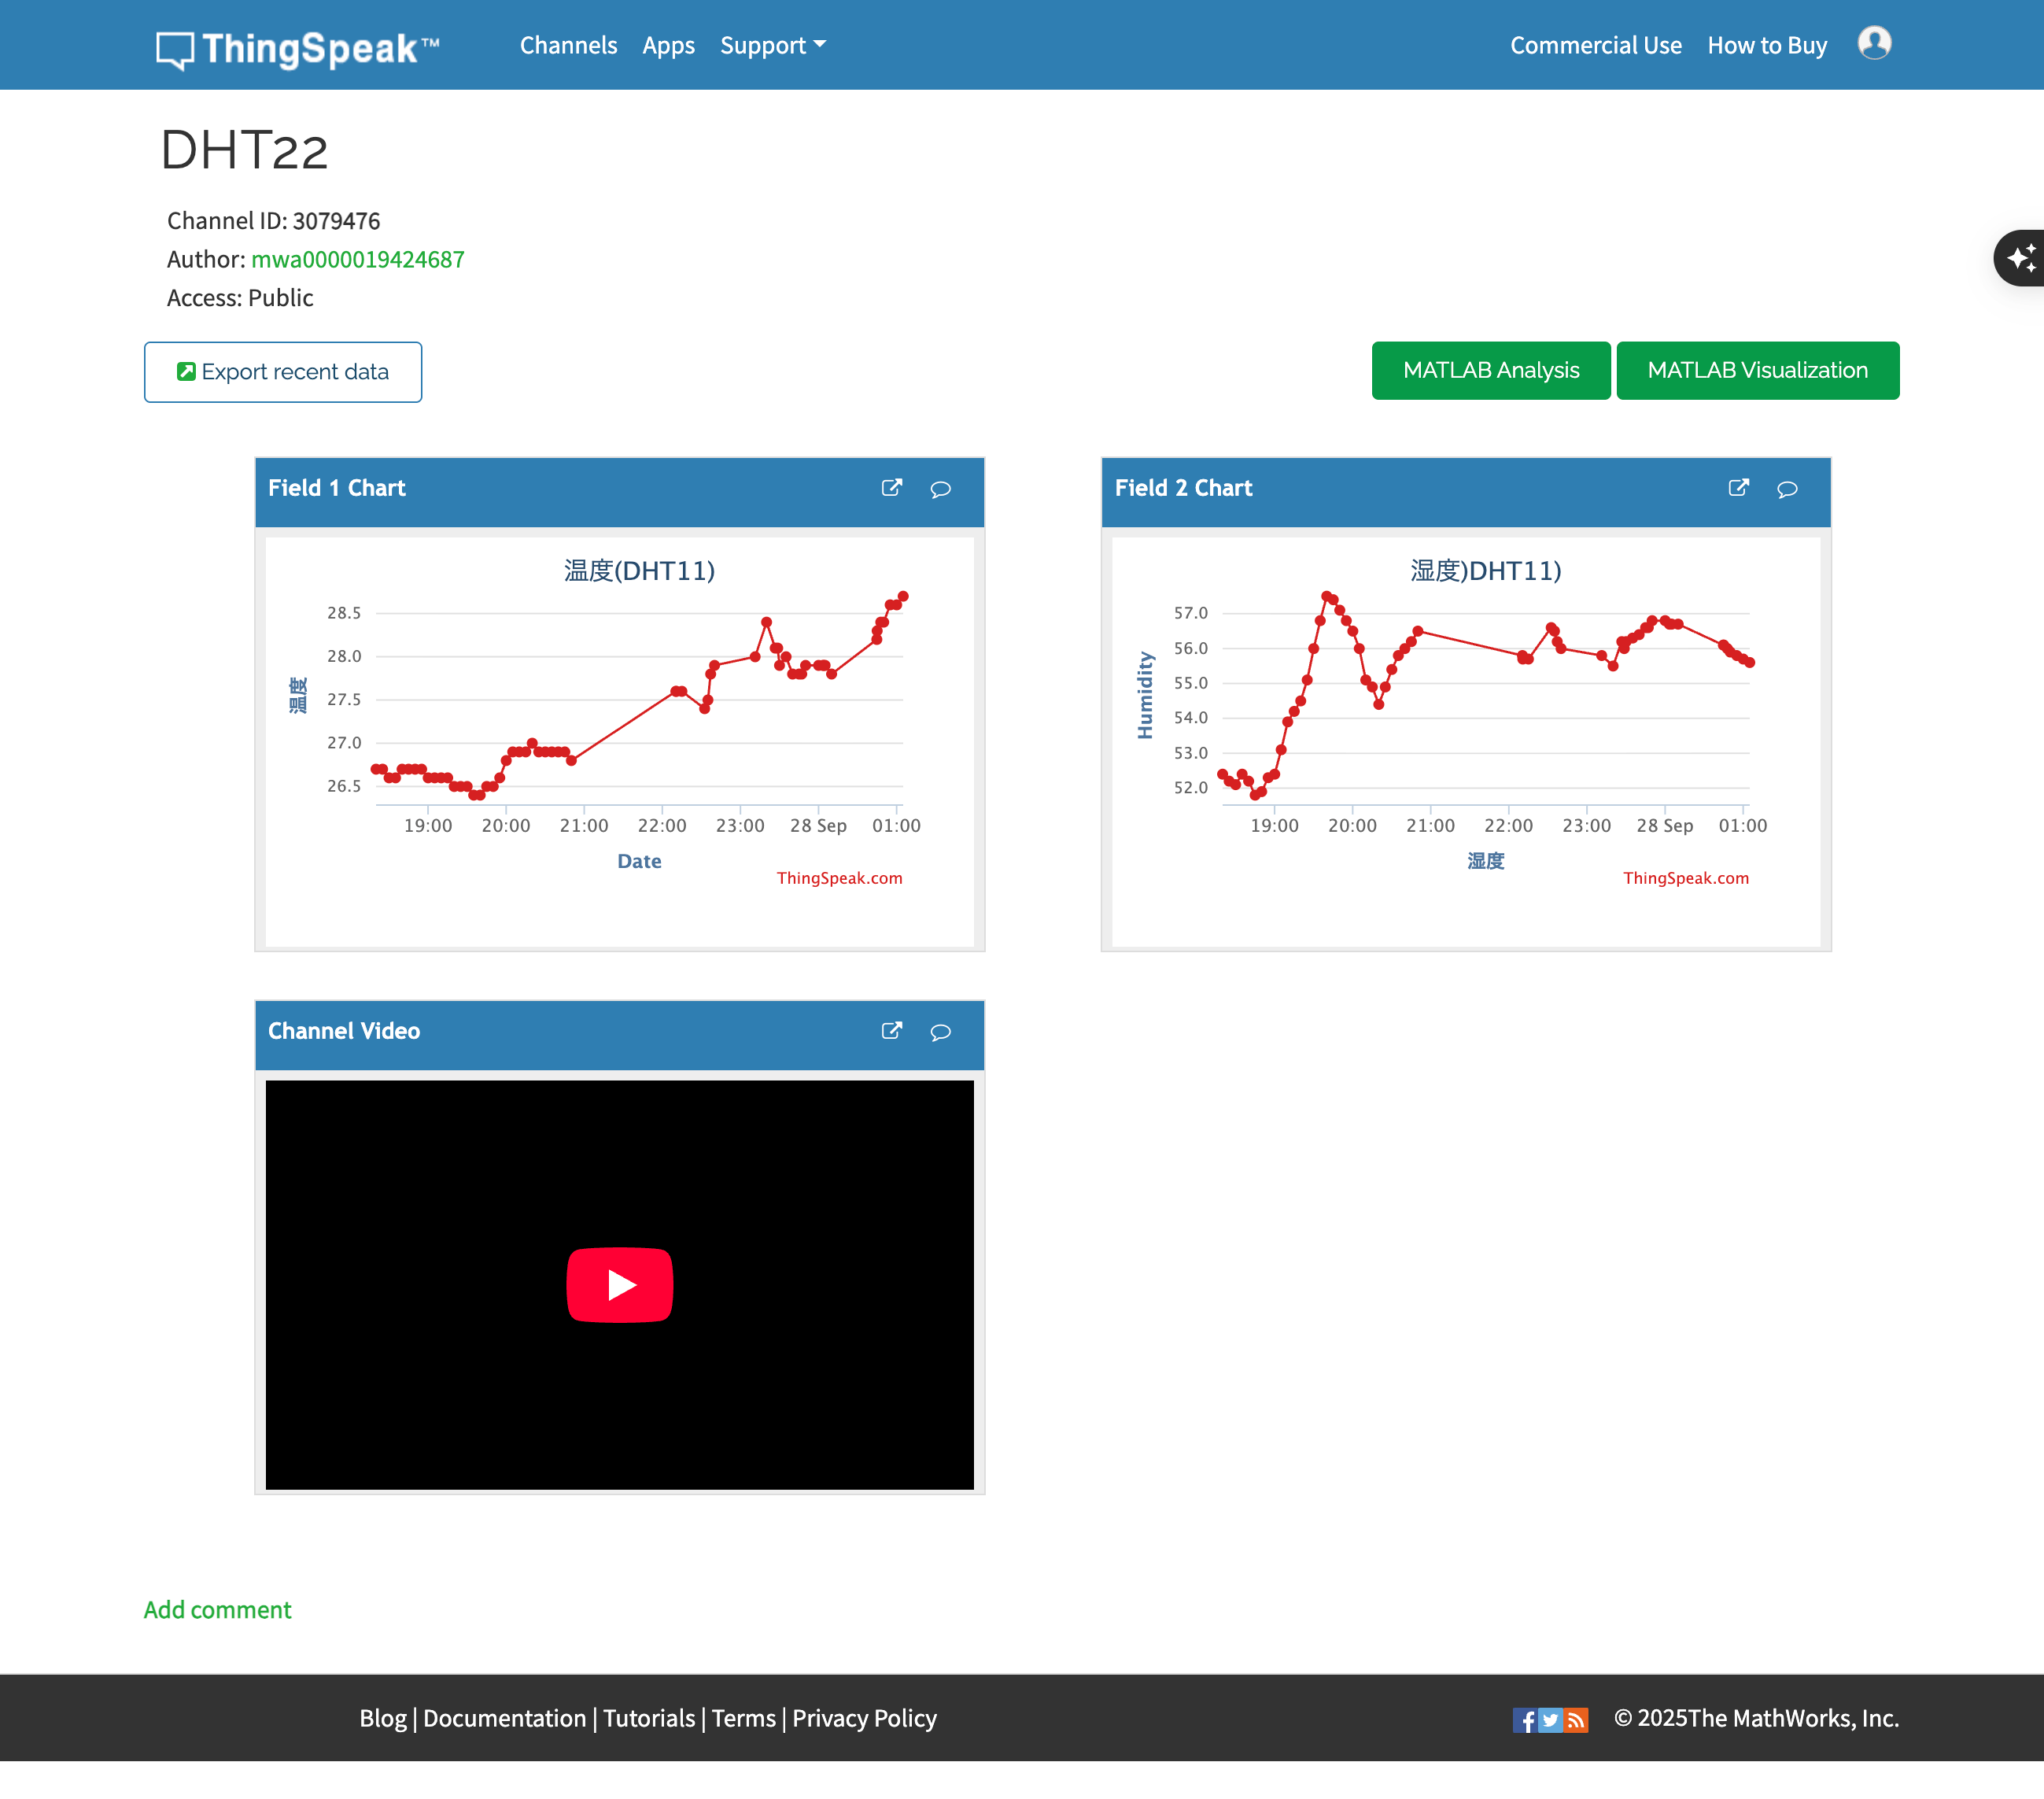 ThingSpeak™ Channels Apps Support Commercial Use How to Buy
DHT22
Channel ID: 3079476
Author: mwa0000019424687
Access: Public
Export recent data
MATLAB Analysis MATLAB Visualization
Field 1 Chart
温度(DHT11)
温度
28.5
28.0
27.5
27.0
26.5
19:00 20:00 21:00 22:00 23:00 28 Sep 01:00
Date
ThingSpeak.com
Field 2 Chart
湿度)DHT11)
Humidity
57.0
56.0
55.0
54.0
53.0
52.0
19:00 20:00 21:00 22:00 23:00 28 Sep 01:00
湿度
ThingSpeak.com
Channel Video
Add comment
Blog | Documentation | Tutorials | Terms | Privacy Policy
© 2025The MathWorks, Inc.